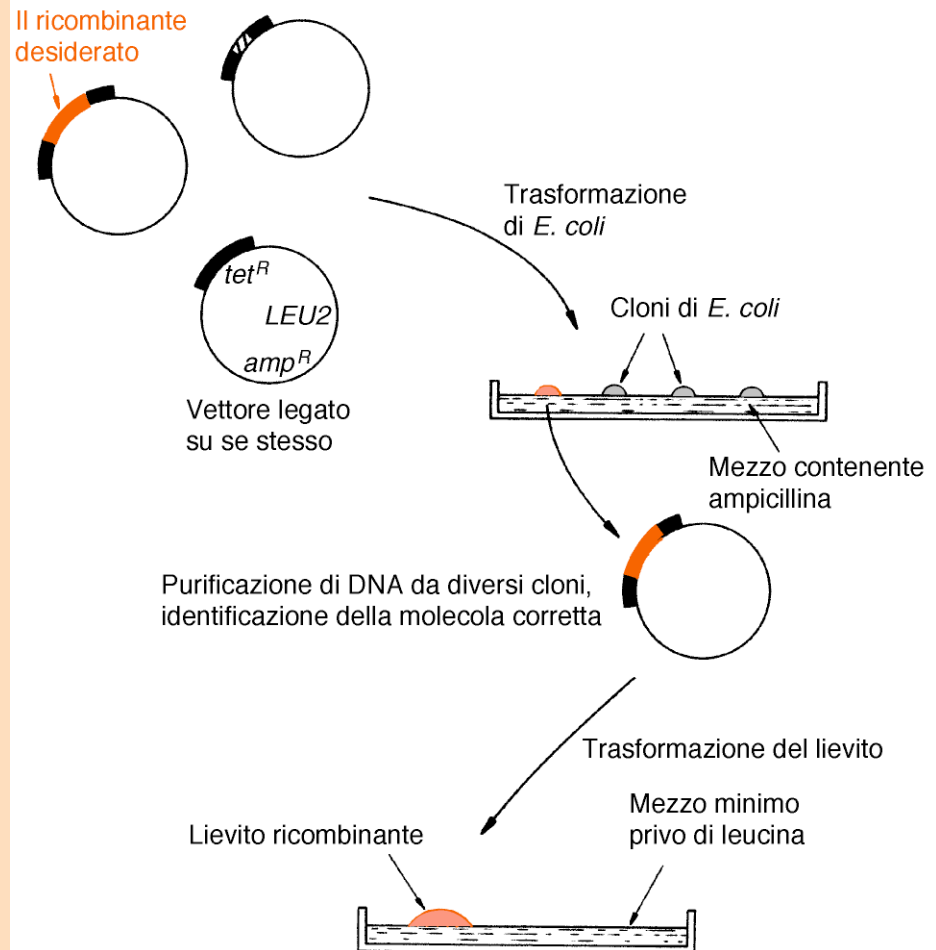 Il ricombinante
desiderato
Trasformazione
di E. coli
tet^R
LEU2
amp^R
Vettore legato
su se stesso
Cloni di E. coli
Mezzo contenente
ampicillina
Purificazione di DNA da diversi cloni,
identificazione della molecola corretta
Trasformazione del lievito
Lievito ricombinante
Mezzo minimo
privo di leucina